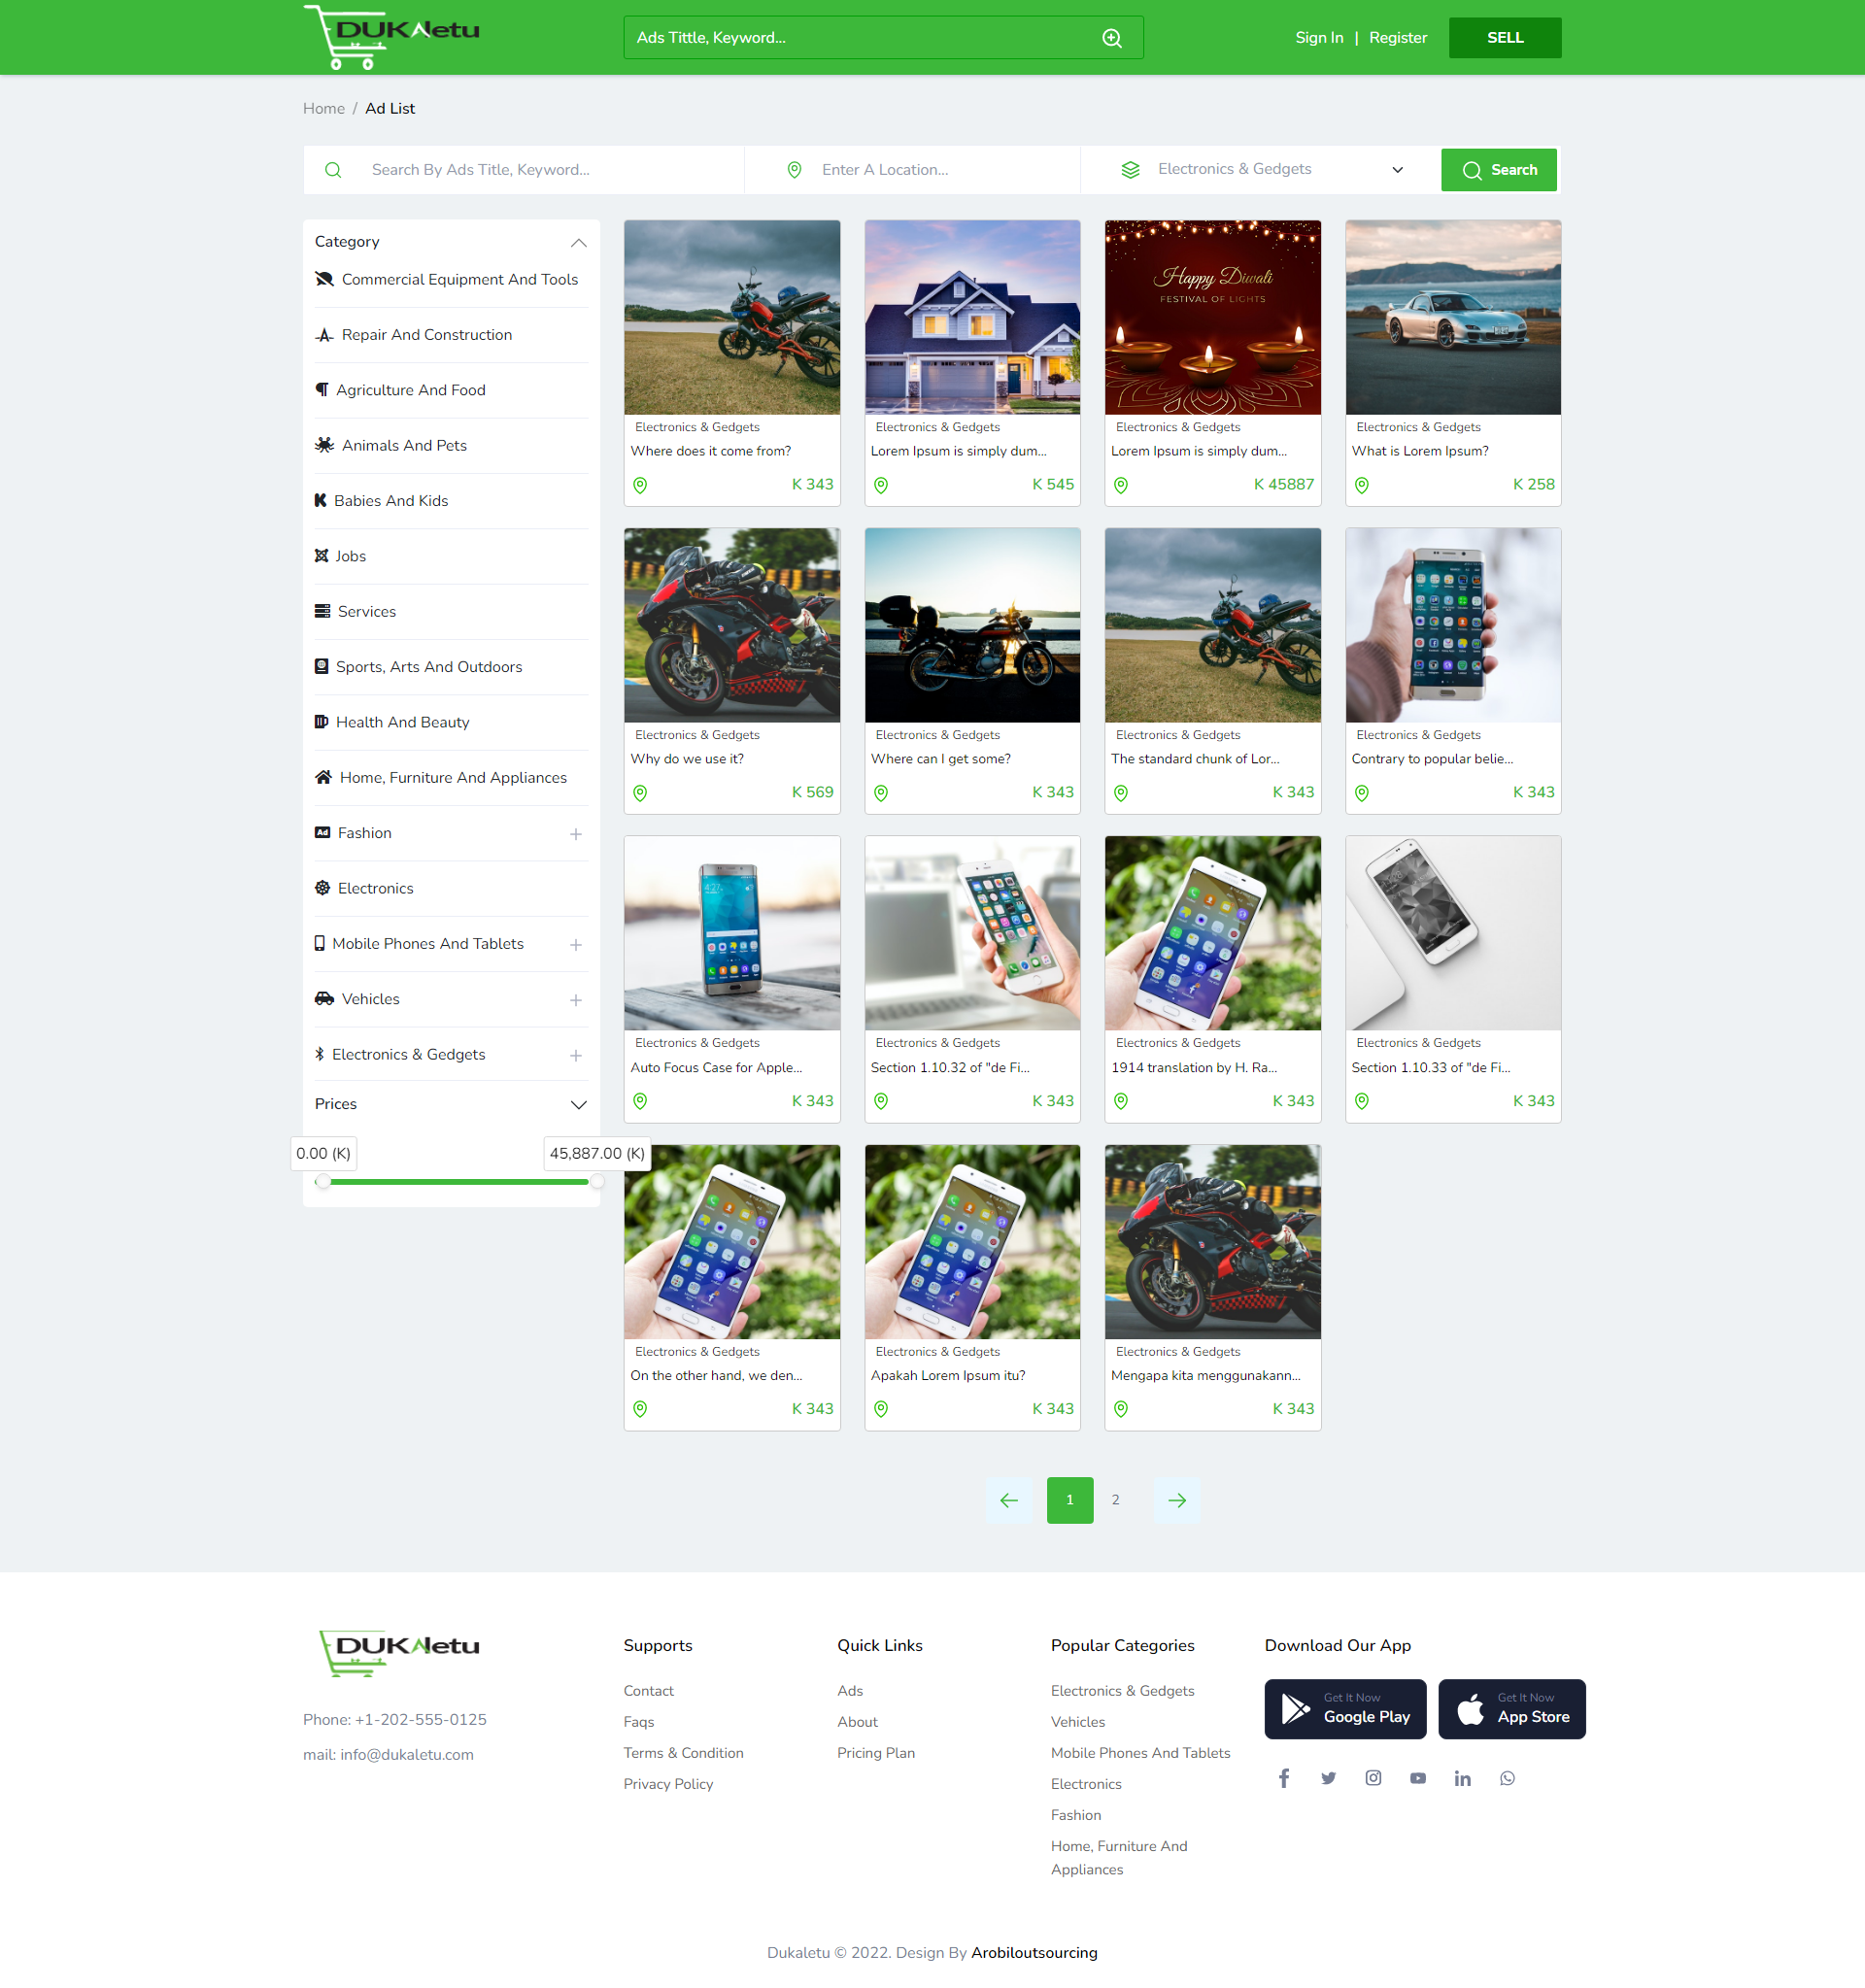 DUKAletu
Ads Tittle, Keyword...
Sign In | Register
SELL
Home / Ad List
Search By Ads Title, Keyword...
Enter A Location...
Electronics & Gedgets
Search
Category
Commercial Equipment And Tools
Repair And Construction
Agriculture And Food
Animals And Pets
Babies And Kids
Jobs
Services
Sports, Arts And Outdoors
Health And Beauty
Home, Furniture And Appliances
Ad Fashion
Electronics
Mobile Phones And Tablets
Vehicles
Electronics & Gedgets
Prices
0.00 (K)
45,887.00 (K)
Electronics & Gedgets
Where does it come from?
K 343
Electronics & Gedgets
Lorem Ipsum is simply dum...
K 545
Happy Diwali
FESTIVAL OF LIGHTS
Electronics & Gedgets
Lorem Ipsum is simply dum...
K 45887
Electronics & Gedgets
What is Lorem Ipsum?
K 258
Electronics & Gedgets
Why do we use it?
K 569
Electronics & Gedgets
Where can I get some?
K 343
Electronics & Gedgets
The standard chunk of Lor...
K 343
Electronics & Gedgets
Contrary to popular belie...
K 343
Electronics & Gedgets
Auto Focus Case for Apple...
K 343
Electronics & Gedgets
Section 1.10.32 of "de Fi...
K 343
Electronics & Gedgets
1914 translation by H. Ra...
K 343
Electronics & Gedgets
Section 1.10.33 of "de Fi...
K 343
Electronics & Gedgets
On the other hand, we den...
K 343
Electronics & Gedgets
Apakah Lorem Ipsum itu?
K 343
Electronics & Gedgets
Mengapa kita menggunakann...
K 343
1
2
DUKAletu
Phone: +1-202-555-0125
mail: info@dukaletu.com
Supports
Contact
Faqs
Terms & Condition
Privacy Policy
Quick Links
Ads
About
Pricing Plan
Popular Categories
Electronics & Gedgets
Vehicles
Mobile Phones And Tablets
Electronics
Fashion
Home, Furniture And
Appliances
Download Our App
Get It Now
Google Play
Get It Now
App Store
Dukaletu © 2022. Design By Arobiloutsourcing